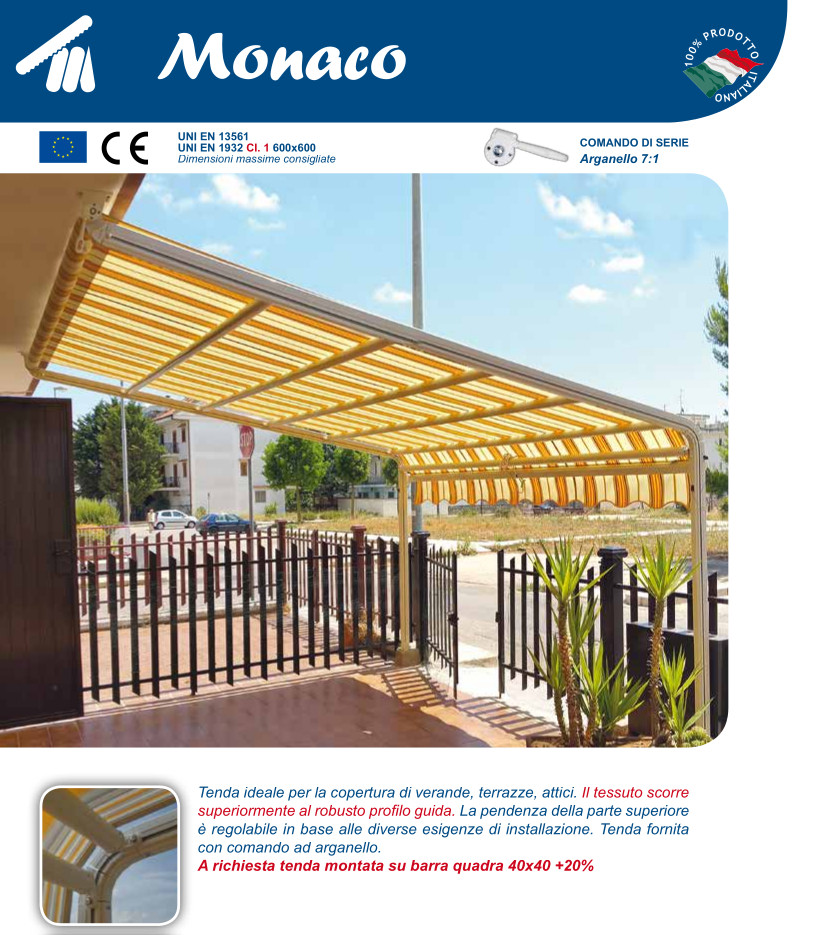 Monaco
100% PRODOTTO ITALIANO
CE
UNI EN 13561
UNI EN 1932 Cl. 1 600x600
Dimensioni massime consigliate
COMANDO DI SERIE
Arganello 7:1
STOP
Tenda ideale per la copertura di verande, terrazze, attici. Il tessuto scorre
superiormente al robusto profilo guida. La pendenza della parte superiore
è regolabile in base alle diverse esigenze di installazione. Tenda fornita
con comando ad arganello.
A richiesta tenda montata su barra quadra 40x40 +20%